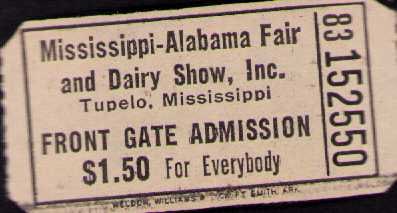 Mississippi-Alabama Fair
and Dairy Show, Inc.
Tupelo, Mississippi
FRONT GATE ADMISSION
$1.50 For Everybody
WELDON, WILLIAMS & LICK, FT. SMITH, ARK.
83 152550